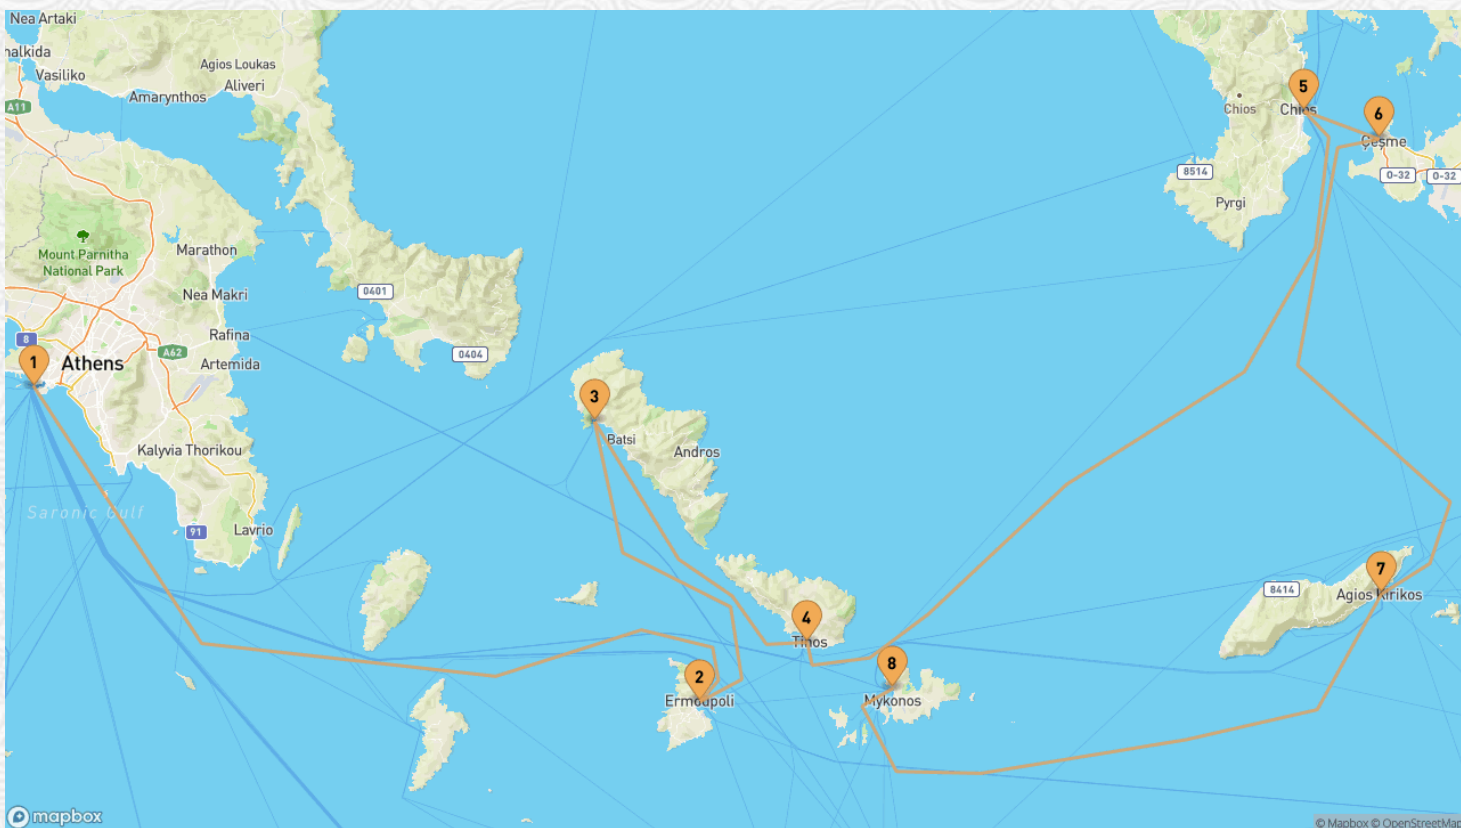 Nea Artaki
halkida
Vasiliko
Agios Loukas
Aliveri
Amarynthos
A11
5
Chios
Chios
6
Çeşme
O-32
O-32
8514
Pyrgi
Mount Parnitha
National Park
Marathon
Nea Makri
0401
8
Rafina
1
Athens
A62
Artemida
0404
3
Batsi
Andros
Kalyvia Thorikou
Saronic Gulf
91
Lavrio
7
8414
Agios Kirikos
4
Tinos
2
Ermoupoli
8
Mykonos
mapbox
© Mapbox © OpenStreetMap